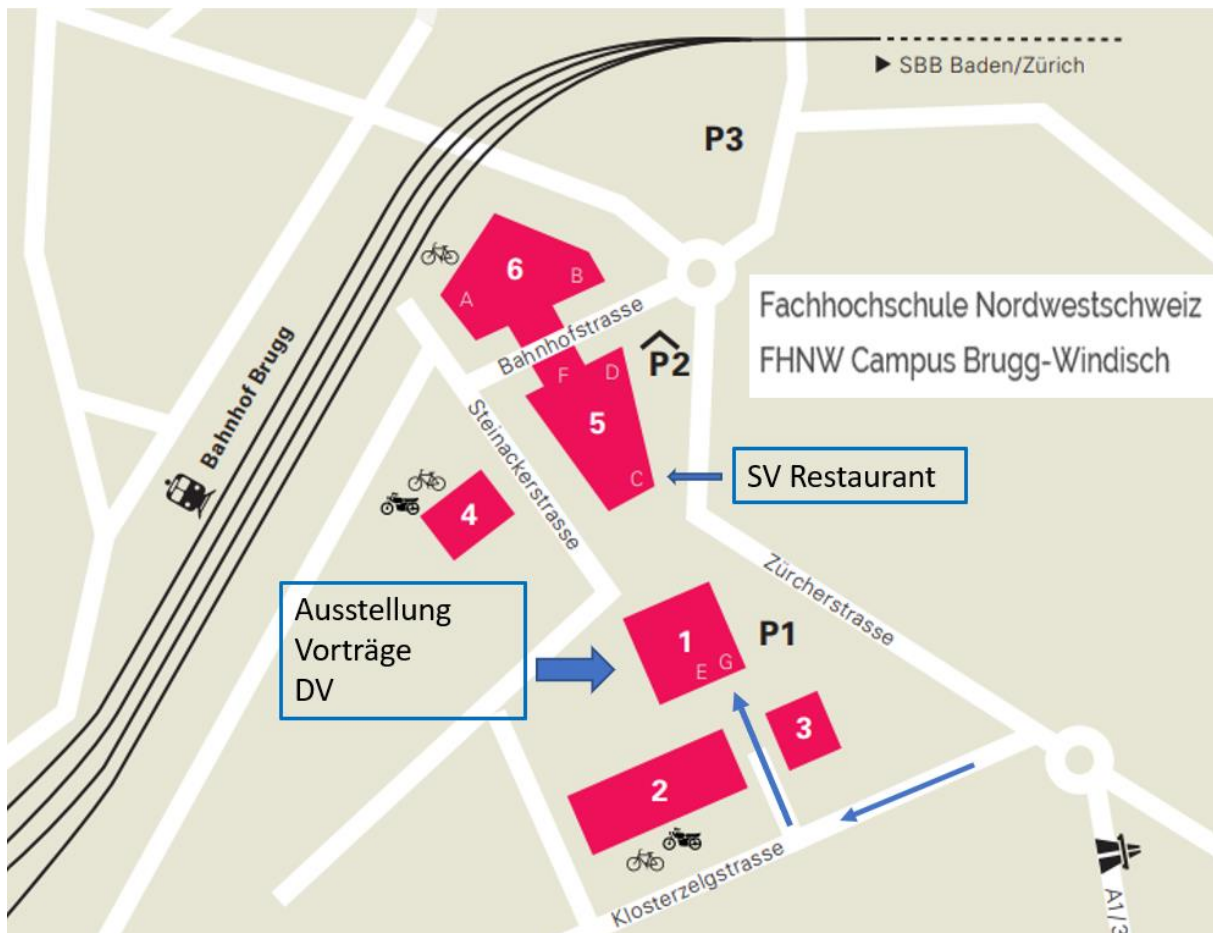 ▶ SBB Baden/Zürich
P3
6
B
A
Bahnhofstrasse
Fachhochschule Nordwestschweiz
FHNW Campus Brugg-Windisch
P2
Bahnhof Brugg
F
D
5
C
SV Restaurant
Steinackerstrasse
4
Zürcherstrasse
Ausstellung
Vorträge
DV
1
E G
P1
3
2
Klosterzelgstrasse
A1/3